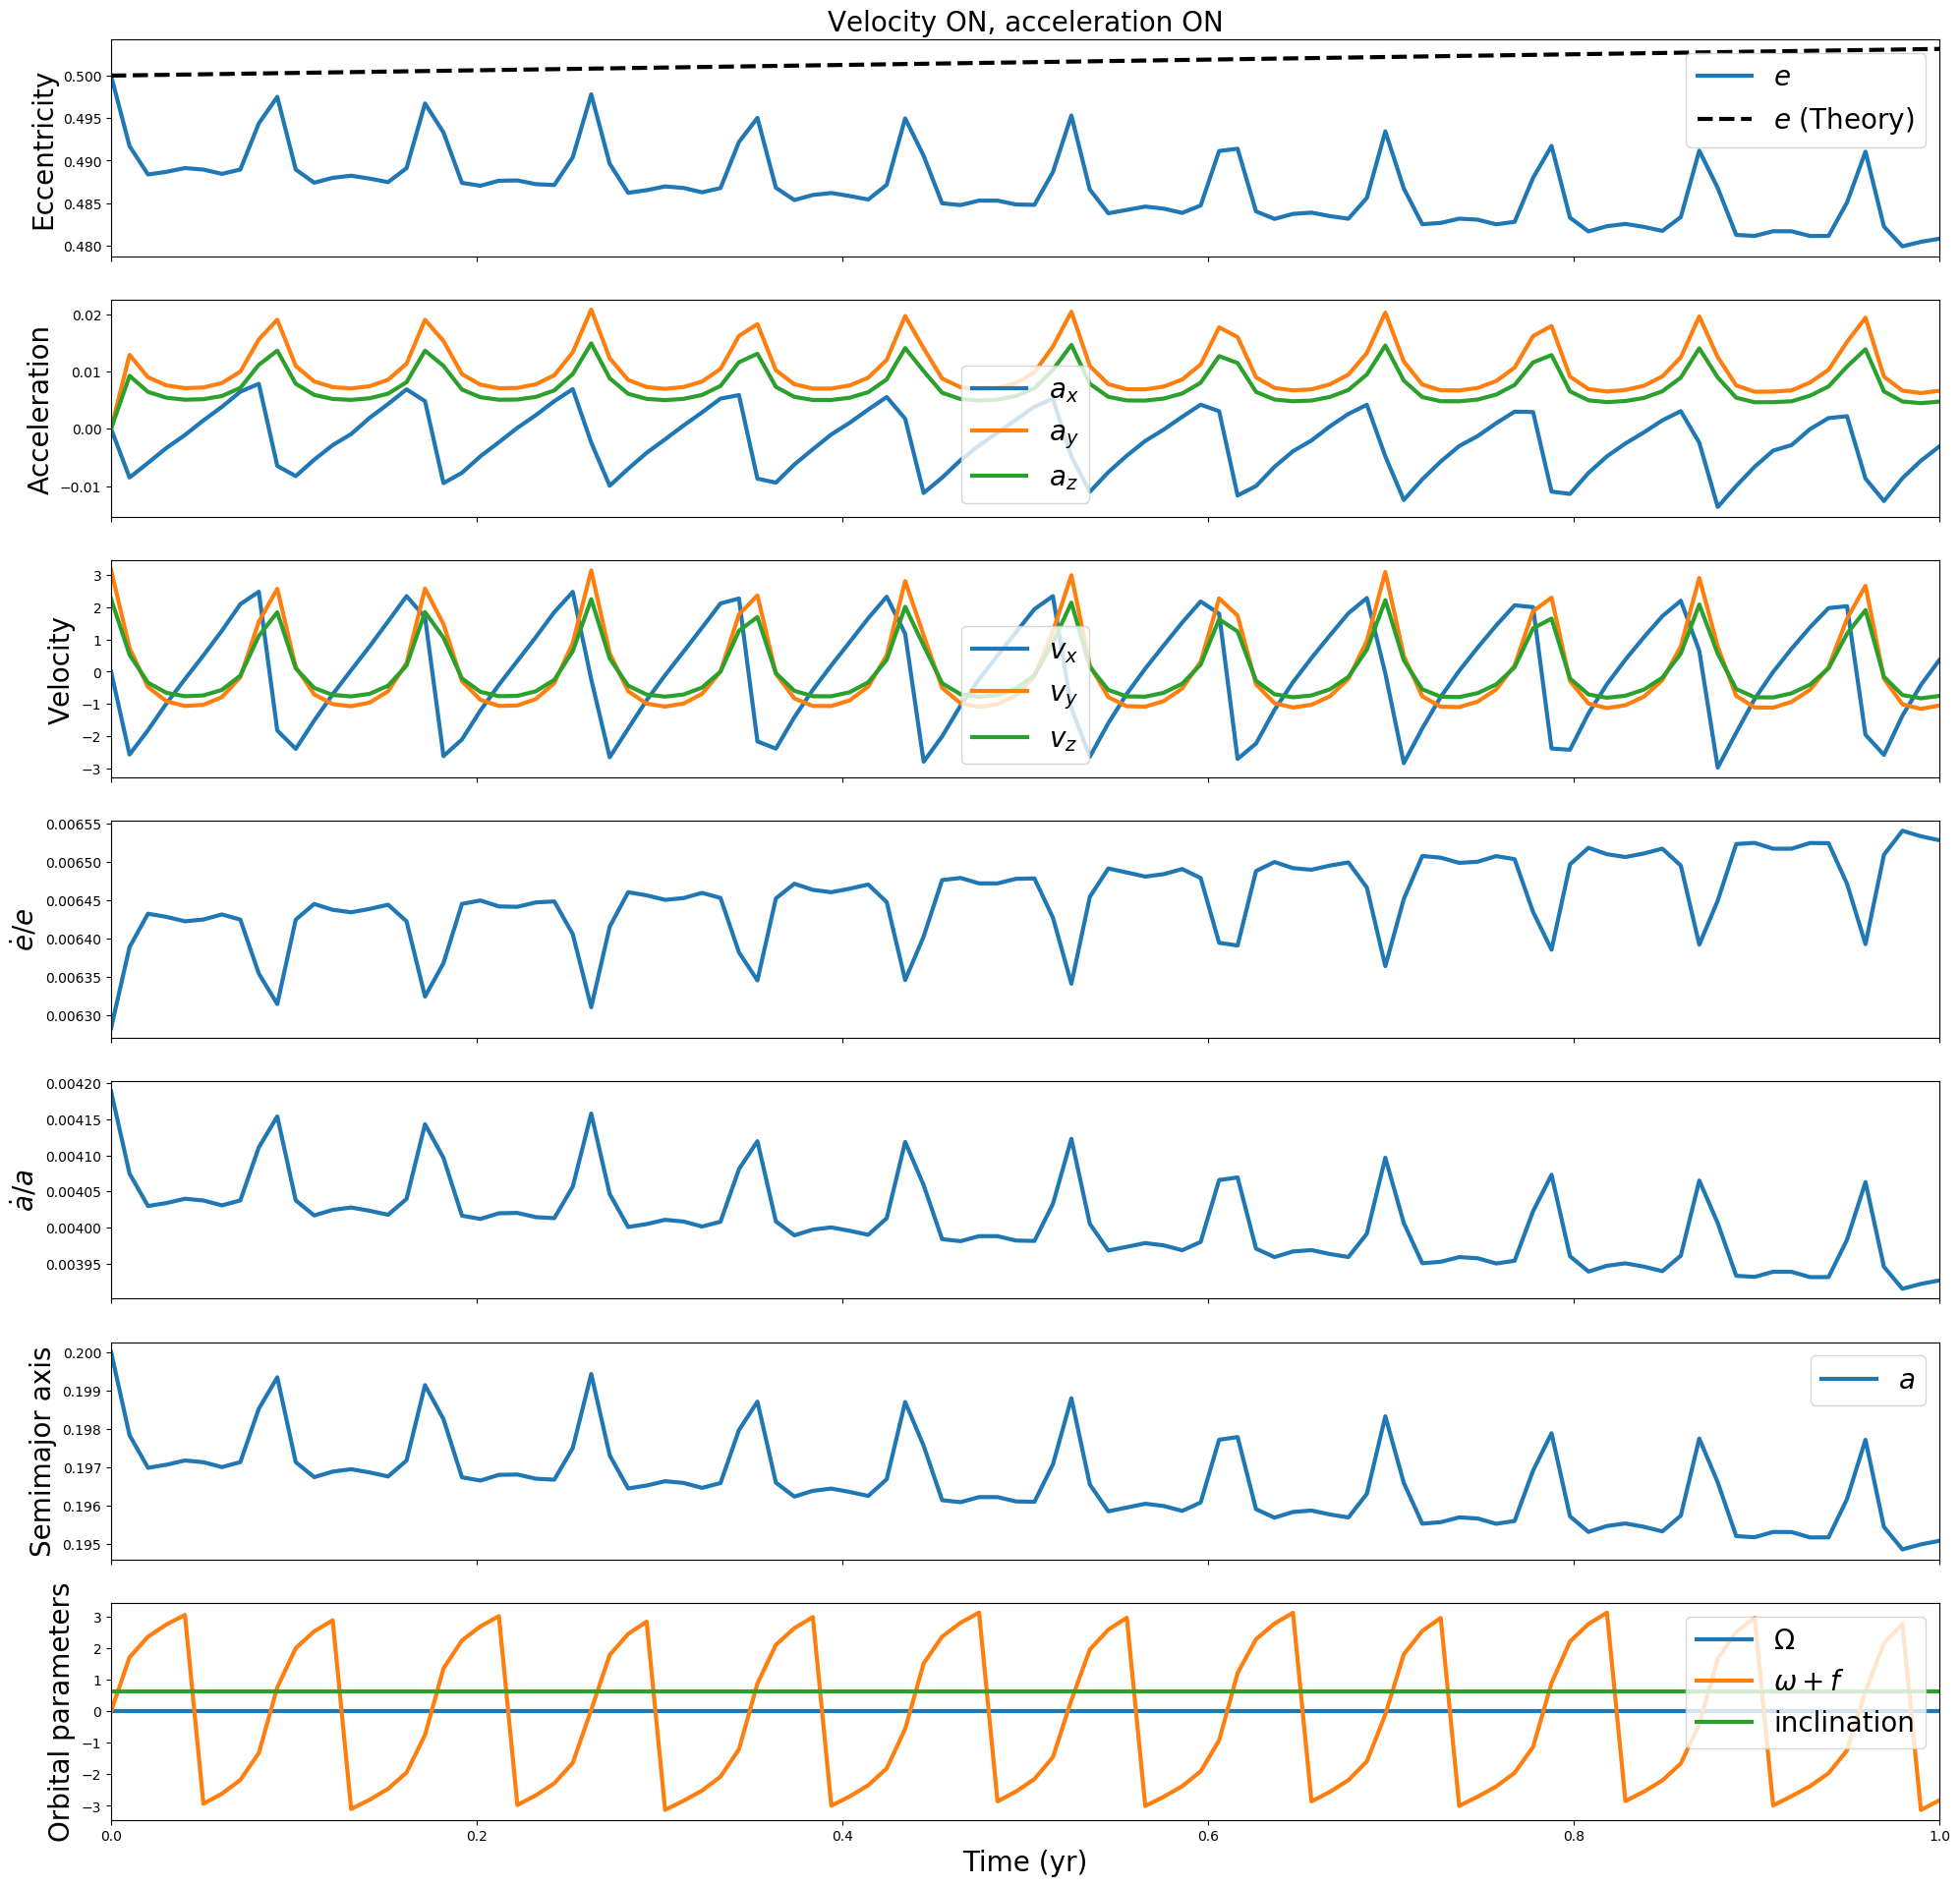 Velocity ON, acceleration ON
Eccentricity
0.500
0.495
0.490
0.485
0.480
e
e (Theory)
Acceleration
0.02
0.01
0.00
−0.01
a_x
a_y
a_z
Velocity
3
2
1
0
−1
−2
−3
v_x
v_y
v_z
ė/e
0.00655
0.00650
0.00645
0.00640
0.00635
0.00630
ȧ/a
0.00420
0.00415
0.00410
0.00405
0.00400
0.00395
Semimajor axis
0.200
0.199
0.198
0.197
0.196
0.195
a
Orbital parameters
3
2
1
0
−1
−2
−3
Ω
ω + f
inclination
0.0 0.2 0.4 0.6 0.8 1.0
Time (yr)